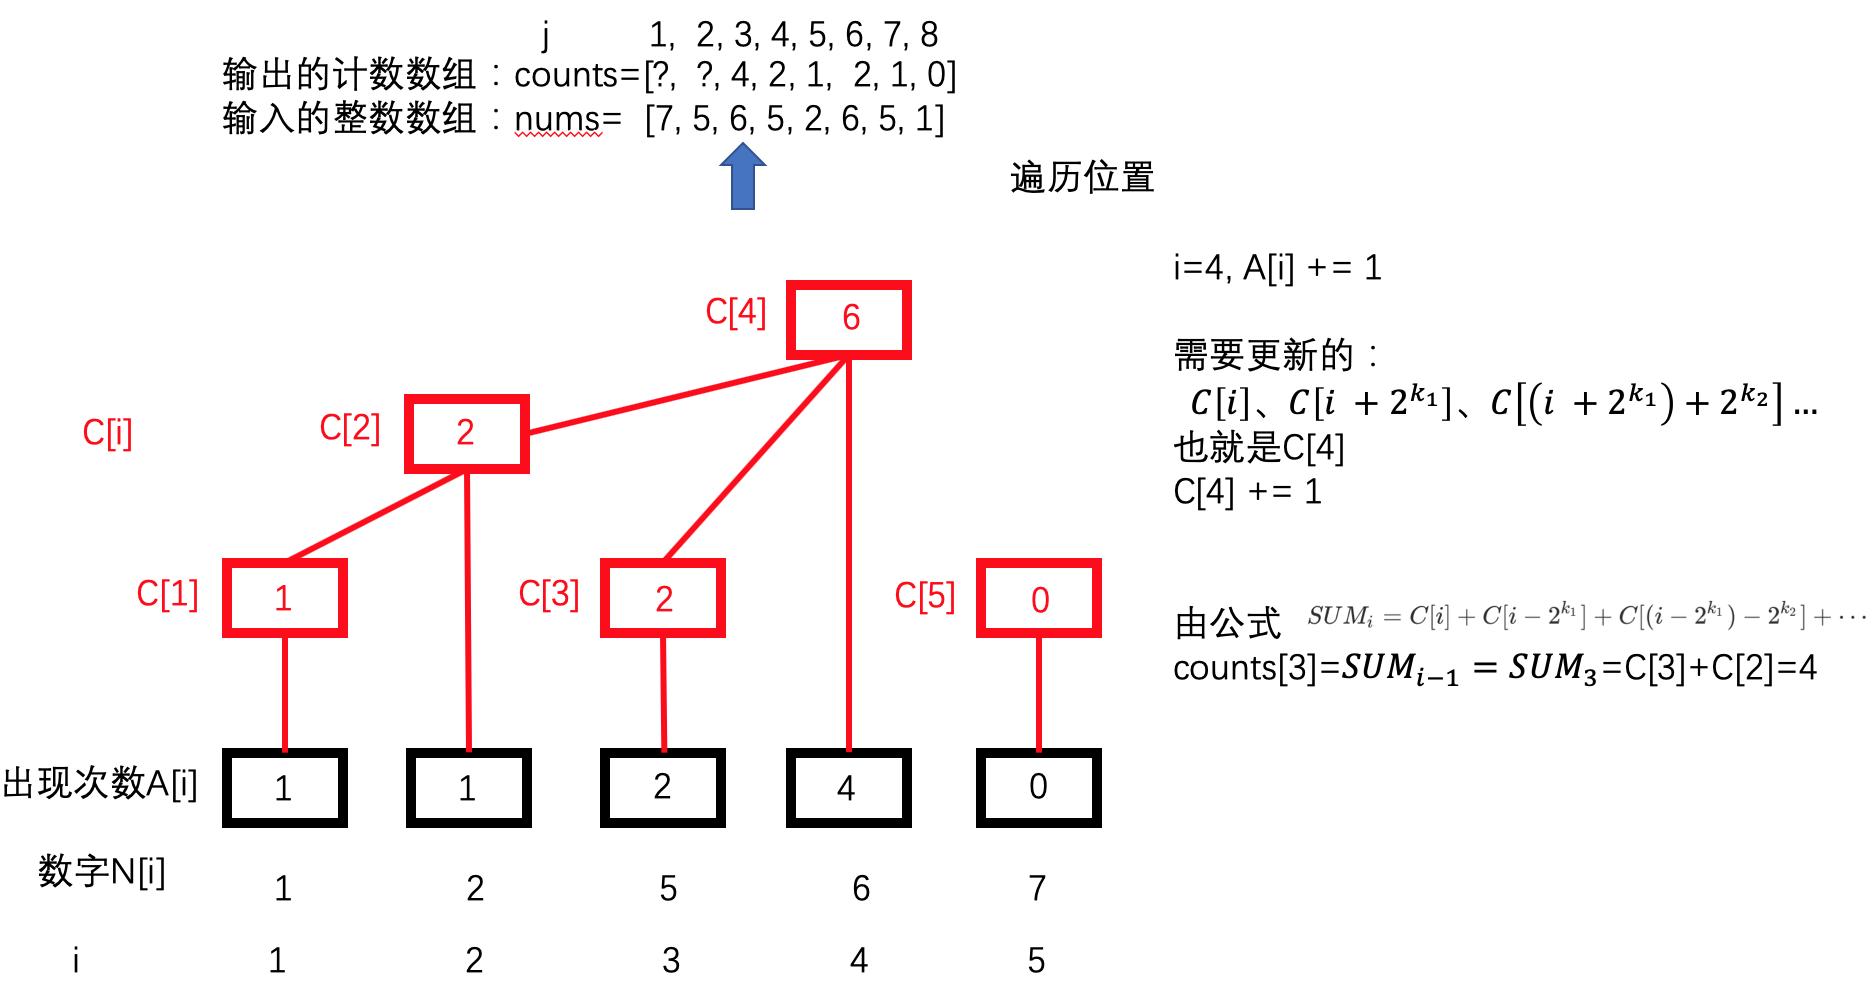 j 1, 2, 3, 4, 5, 6, 7, 8
输出的计数数组：counts=[?, ?, 4, 2, 1, 2, 1, 0]
输入的整数数组：nums= [7, 5, 6, 5, 2, 6, 5, 1]
遍历位置
i=4, A[i] += 1
需要更新的：
C[i]、C[i + 2^{k_1}]、C[(i + 2^{k_1}) + 2^{k_2}] ...
也就是C[4]
C[4] += 1
由公式 SUM_i = C[i] + C[i − 2^{k_1}] + C[(i − 2^{k_1}) − 2^{k_2}] + ···
counts[3]=SUM_{i−1} = SUM_3=C[3]+C[2]=4
C[4] 6
C[i] C[2] 2
C[1] 1 C[3] 2 C[5] 0
出现次数A[i] 1 1 2 4 0
数字N[i] 1 2 5 6 7
i 1 2 3 4 5